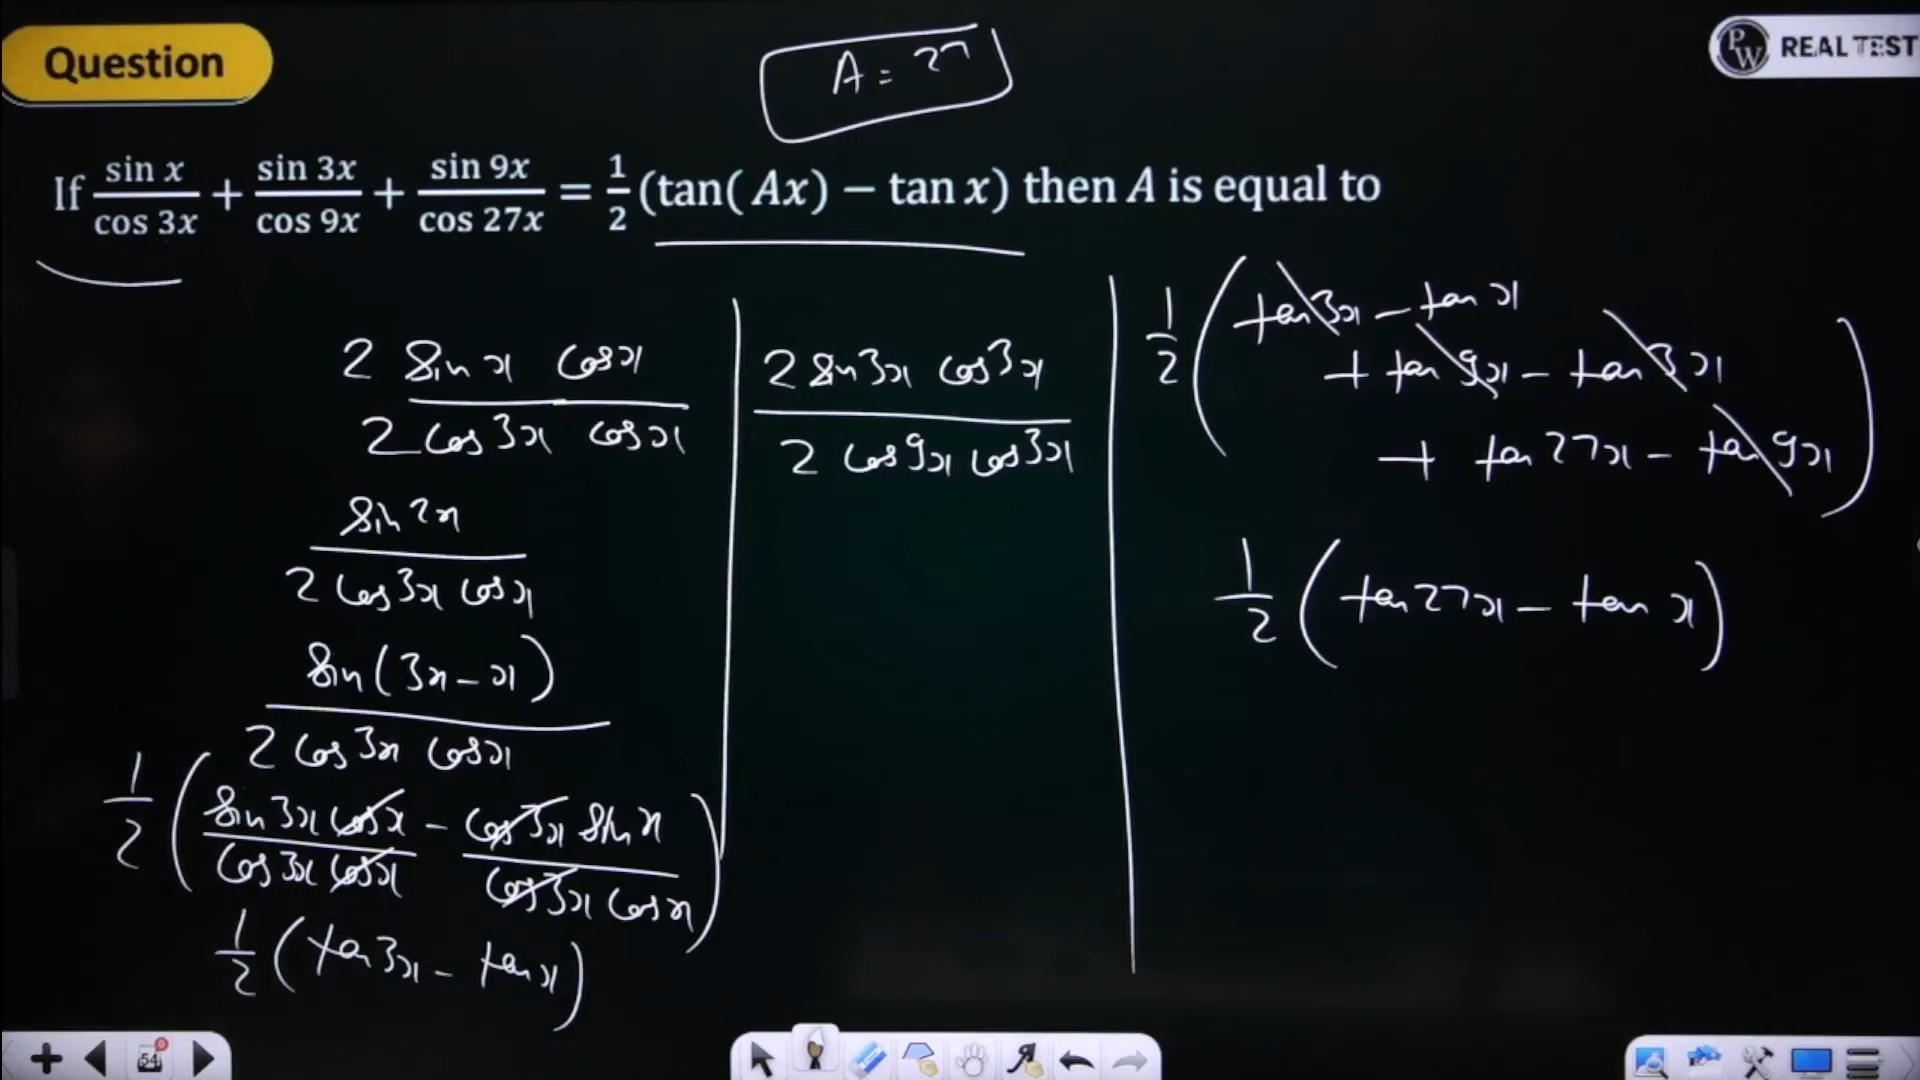 Question
A = 27
PW REAL TEST
If sin x / cos 3x + sin 3x / cos 9x + sin 9x / cos 27x = 1/2 (tan( Ax) − tan x) then A is equal to
2 sin x cos x / 2 cos 3x cos x
sin 2x / 2 cos 3x cos x
sin (3x − x) / 2 cos 3x cos x
1/2 ( sin 3x cos x / cos 3x cos x − cos 3x sin x / cos 3x cos x )
1/2 ( tan 3x − tan x )
2 sin 3x cos 3x / 2 cos 9x cos 3x
1/2 ( tan 3x − tan x
+ tan 9x − tan 3x
+ tan 27x − tan 9x )
1/2 ( tan 27x − tan x )
54